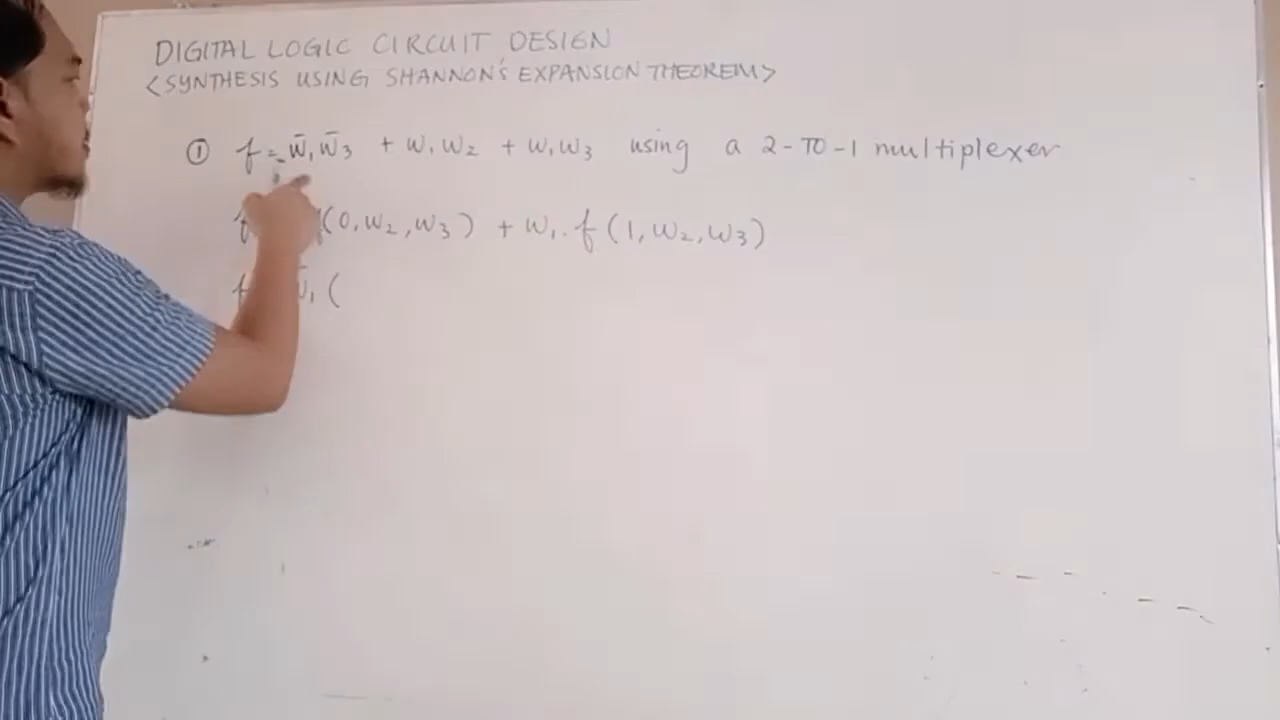 DIGITAL LOGIC CIRCUIT DESIGN
<SYNTHESIS USING SHANNON'S EXPANSION THEOREM>
① f = w̄₁w̄₃ + w₁w₂ + w₁w₃ using a 2-TO-1 multiplexer
f (0, w₂, w₃) + w₁. f (1, w₂, w₃)
f w̄₁ (